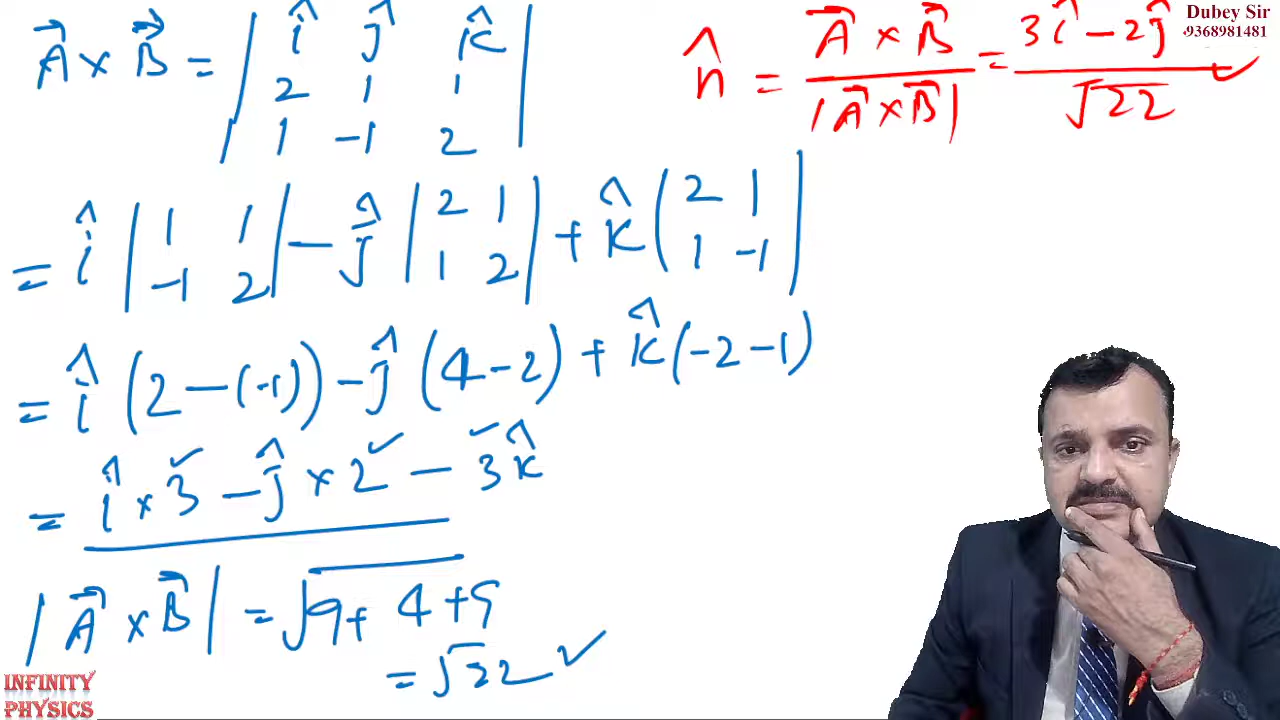 A⃗ × B⃗ = | î ĵ k̂ |
2 1 1
1 -1 2
= î | 1 1 | - ĵ | 2 1 | + k̂ | 2 1 |
-1 2 1 2 1 -1
= î (2 - (-1)) - ĵ (4 - 2) + k̂ (-2 - 1)
= î × 3 ✓ - ĵ × 2 ✓ - 3 ✓ k̂
| A⃗ × B⃗ | = √9 + 4 + 9
= √22 ✓
n̂ = A⃗ × B⃗ / |A⃗ × B⃗| = 3î - 2ĵ / √22 ✓
Dubey Sir
9368981481
INFINITY
PHYSICS